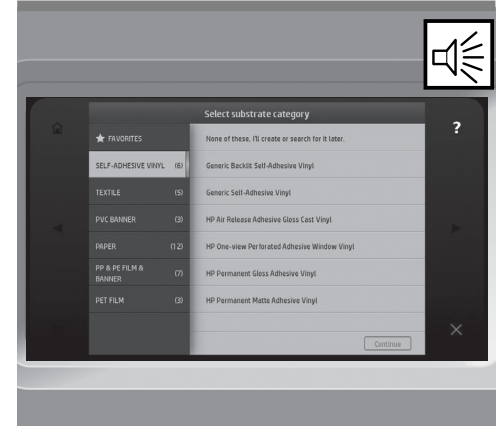 Select substrate category
?
FAVORITES
SELF-ADHESIVE VINYL (6)
TEXTILE (5)
PVC BANNER (3)
PAPER (12)
PP & PE FILM &
BANNER (7)
PET FILM (3)
None of these, I'll create or search for it later.
Generic Backlit Self-Adhesive Vinyl
Generic Self-Adhesive Vinyl
HP Air Release Adhesive Gloss Cast Vinyl
HP One-view Perforated Adhesive Window Vinyl
HP Permanent Gloss Adhesive Vinyl
HP Permanent Matte Adhesive Vinyl
Continue